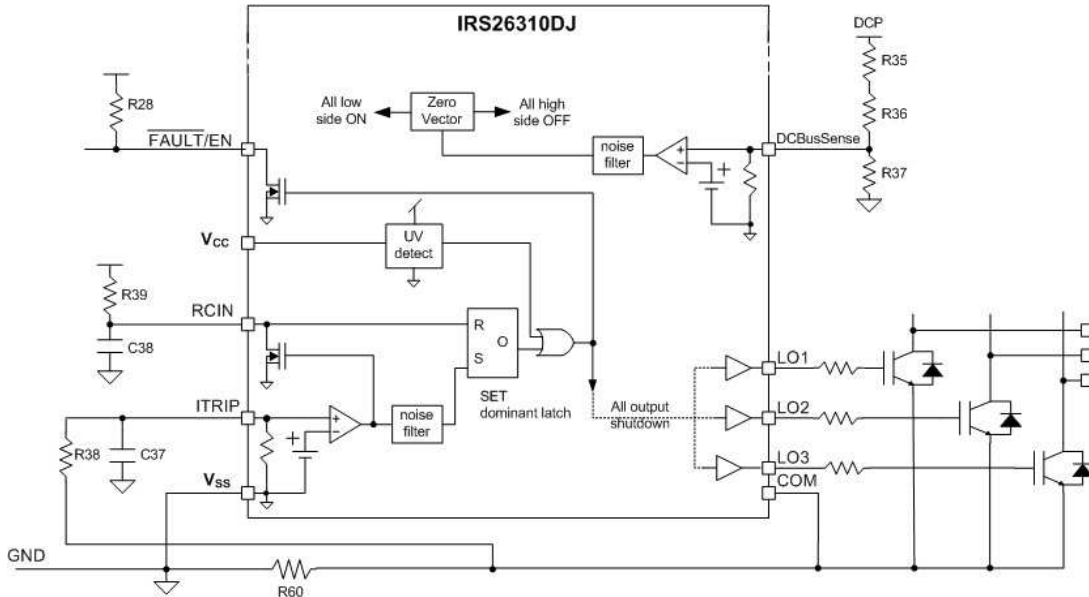 IRS26310DJ
DCP
R35
R28
All low
side ON
Zero
Vector
All high
side OFF
R36
FAULT/EN
noise
filter
+
−
+
DCBusSense
R37
VCC
UV
detect
R39
RCIN
R
S
O
C38
SET
dominant latch
LO1
ITRIP
All output
shutdown
LO2
R38
C37
+
+
−
noise
filter
LO3
VSS
COM
GND
R60